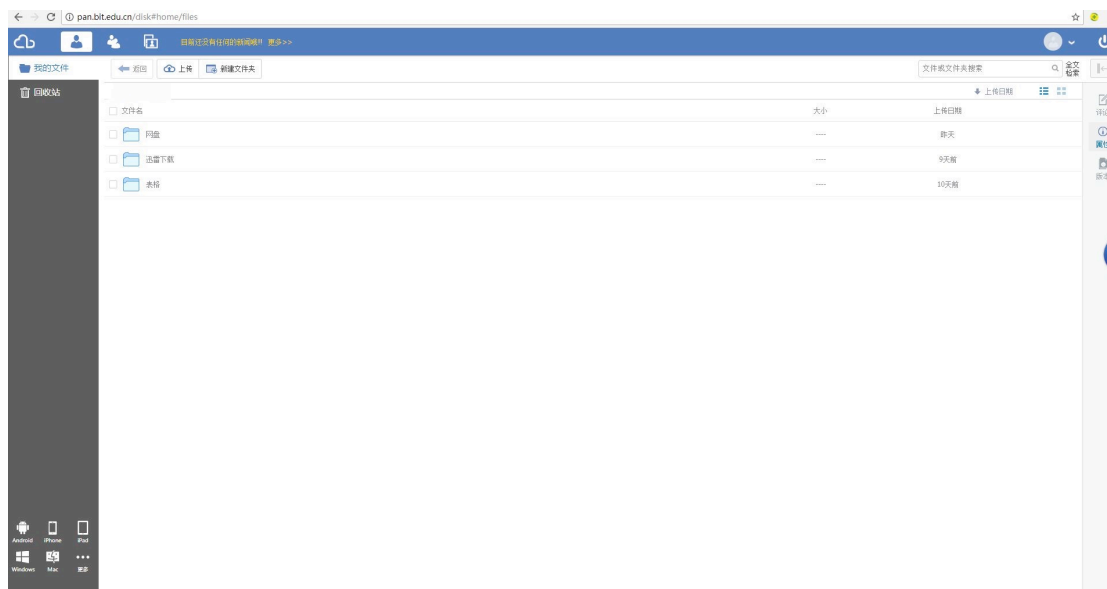 pan.bit.edu.cn/disk#home/files
目前还没有任何的新闻哦!! 更多>>
我的文件
返回 上传 新建文件夹
文件或文件夹搜索
全文
检索
回收站
上传日期
文件名 大小 上传日期
网盘 ---- 昨天
迅雷下载 ---- 9天前
表格 ---- 10天前
属性
Android iPhone iPad
Windows Mac 更多